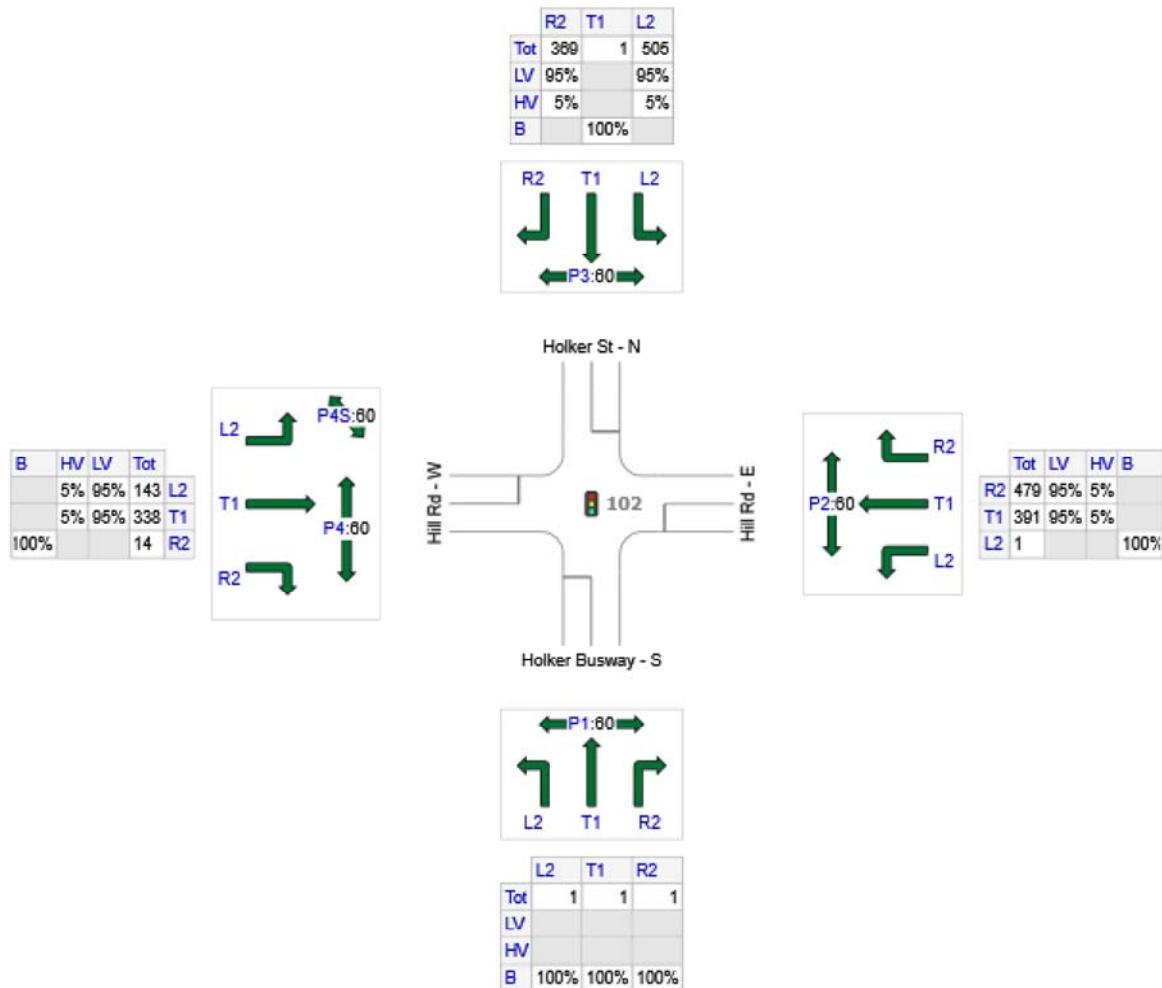 R2 T1 L2
Tot 369 1 505
LV 95% 95%
HV 5% 5%
B 100%
R2 T1 L2
P3:60
Holker St - N
L2 P4S:60
T1
P4:60
R2
B HV LV Tot
5% 95% 143 L2
5% 95% 338 T1
100% 14 R2
Hill Rd - W
102
Hill Rd - E
R2
P2:60 T1
L2
Tot LV HV B
R2 479 95% 5%
T1 391 95% 5%
L2 1 100%
Holker Busway - S
P1:60
L2 T1 R2
L2 T1 R2
Tot 1 1 1
LV
HV
B 100% 100% 100%